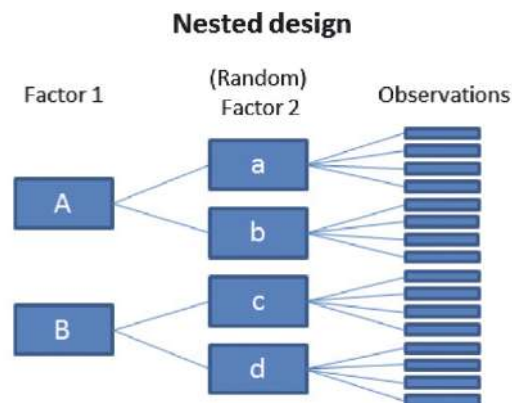 Nested design
Factor 1
(Random)
Factor 2
Observations
A
a
b
B
c
d